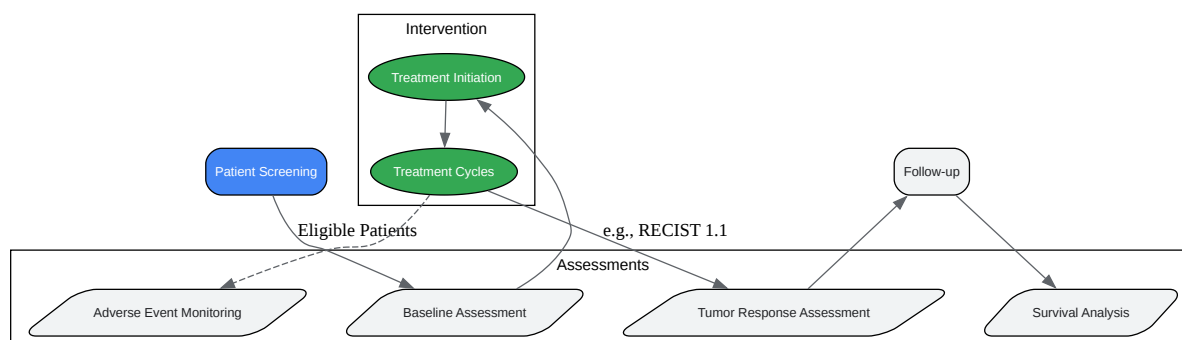 Intervention
Treatment Initiation
Patient Screening
Treatment Cycles
Follow-up
Eligible Patients
e.g., RECIST 1.1
Assessments
Adverse Event Monitoring
Baseline Assessment
Tumor Response Assessment
Survival Analysis